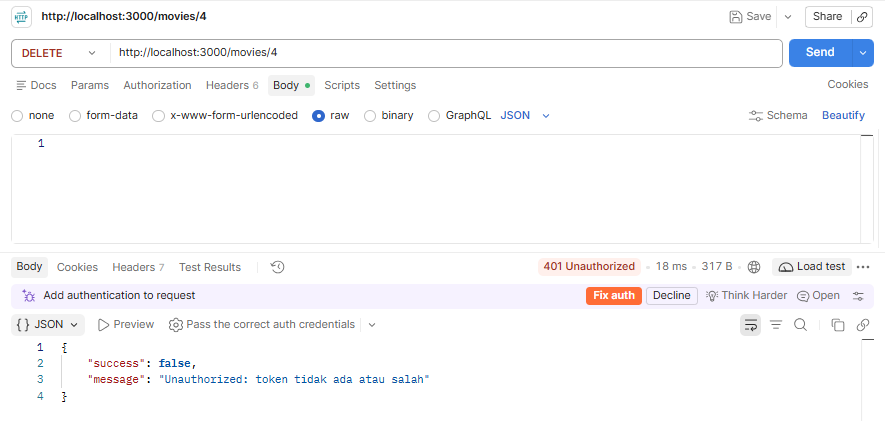 HTTP http://localhost:3000/movies/4 Save Share
DELETE http://localhost:3000/movies/4 Send
Docs Params Authorization Headers 6 Body Scripts Settings Cookies
none form-data x-www-form-urlencoded raw binary GraphQL JSON Schema Beautify
1
Body Cookies Headers 7 Test Results 401 Unauthorized 18 ms 317 B Load test
Add authentication to request Fix auth Decline Think Harder Open
{} JSON Preview Pass the correct auth credentials
1 {
2 "success": false,
3 "message": "Unauthorized: token tidak ada atau salah"
4 }